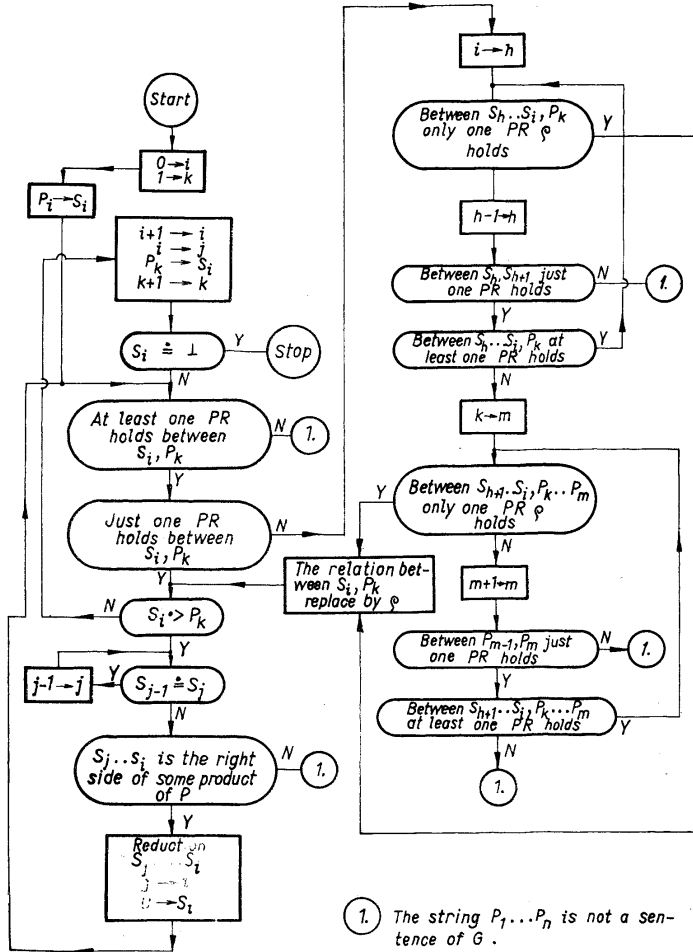 Start
0→i
1→k
P_i→S_i
i+1 → i
i → j
P_k → S_i
k+1 → k
S_i ≐ ⊥
Y
Stop
N
At least one PR
holds between
S_i, P_k
N
1.
Y
Just one PR
holds between
S_i, P_k
N
Y
S_i ·> P_k
N
Y
j-1→j
Y
S_{j-1} ≐ S_j
N
S_j..S_i is the right
side of some product
of P
N
1.
Y
Reduction
S_j S_i
→S_i
i→h
Between S_h..S_i, P_k
only one PR ϱ
holds
Y
h-1→h
Between S_h, S_{h+1} just
one PR holds
N
1.
Y
Between S_h...S_i, P_k at
least one PR holds
Y
N
k→m
Between S_{h+1}..S_i, P_k..P_m
only one PR ϱ
holds
Y
N
The relation bet-
ween S_i, P_k
replace by ϱ
m+1→m
Between P_{m-1}, P_m just
one PR holds
N
1.
Y
Between S_{h+1}...S_i, P_k...P_m
at least one PR holds
Y
N
1.
1. The string P_1...P_n is not a sen-
tence of G.